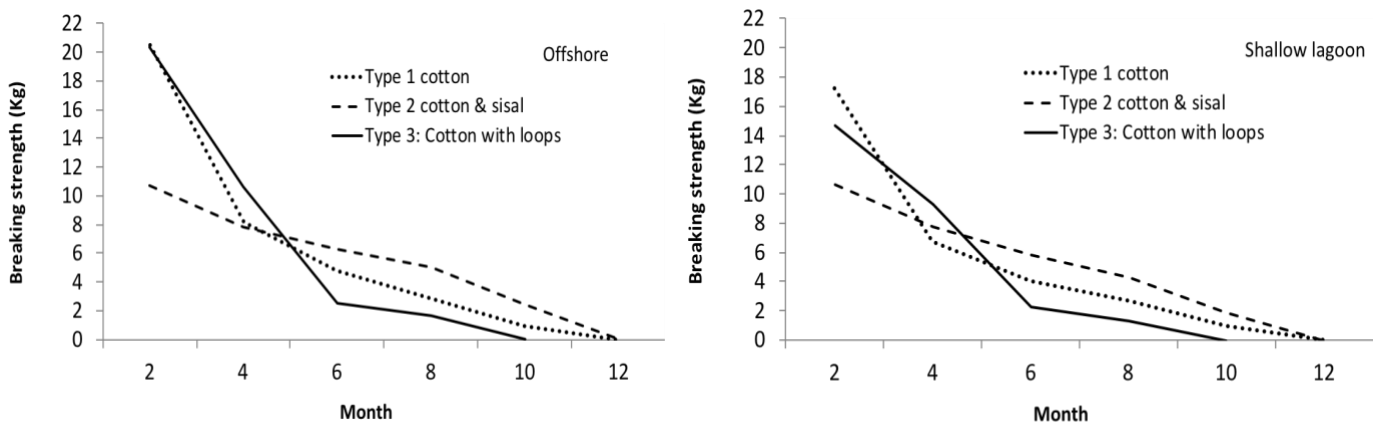 Offshore
Breaking strength (Kg)
22
20
18
16
14
12
10
8
6
4
2
0
Type 1 cotton
Type 2 cotton & sisal
Type 3: Cotton with loops
2 4 6 8 10 12
Month
Shallow lagoon
Breaking strength (Kg)
22
20
18
16
14
12
10
8
6
4
2
0
Type 1 cotton
Type 2 cotton & sisal
Type 3: Cotton with loops
2 4 6 8 10 12
Month